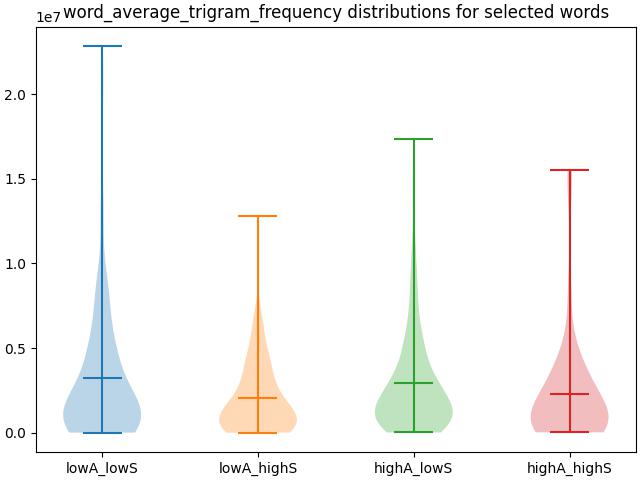 word_average_trigram_frequency distributions for selected words
1e7
2.0
1.5
1.0
0.5
0.0
lowA_lowS lowA_highS highA_lowS highA_highS